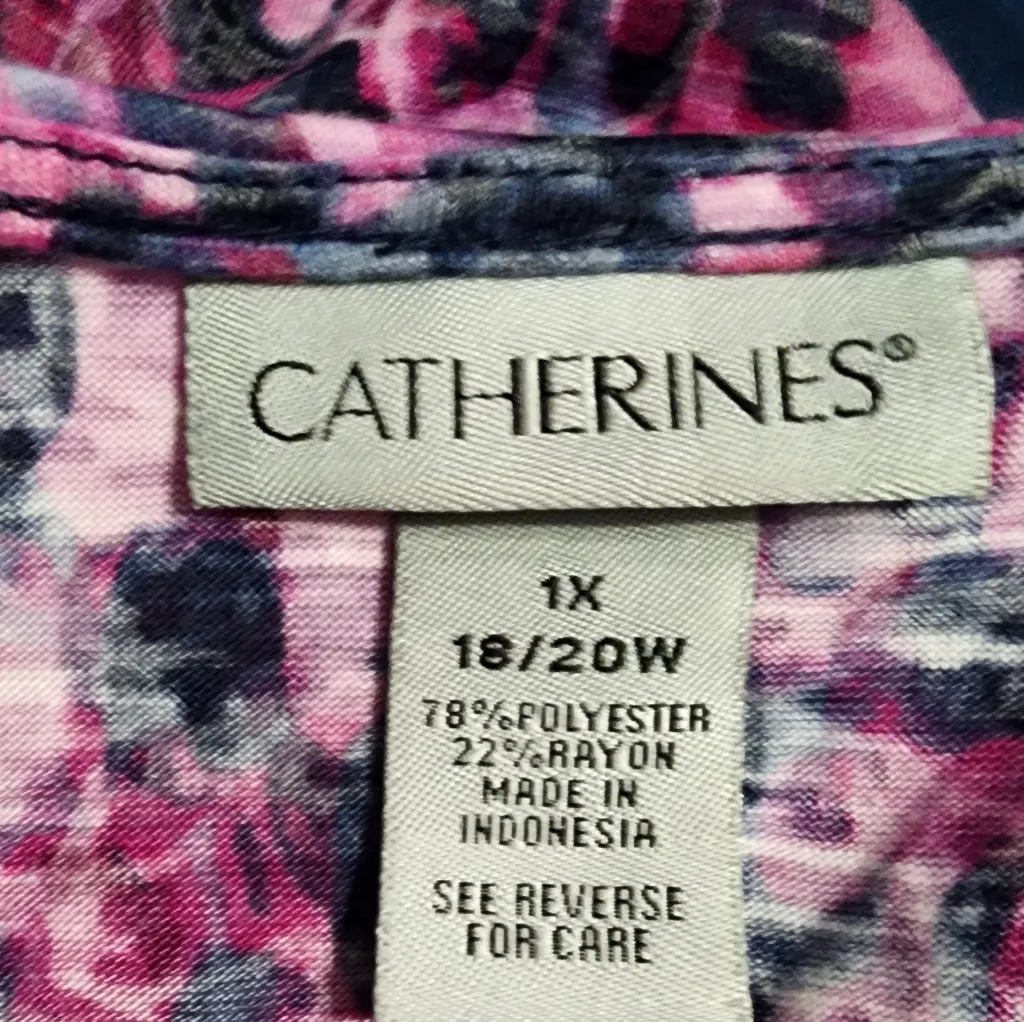 CATHERINES®
1X
18/20W
78%POLYESTER
22%RAYON
MADE IN
INDONESIA
SEE REVERSE
FOR CARE